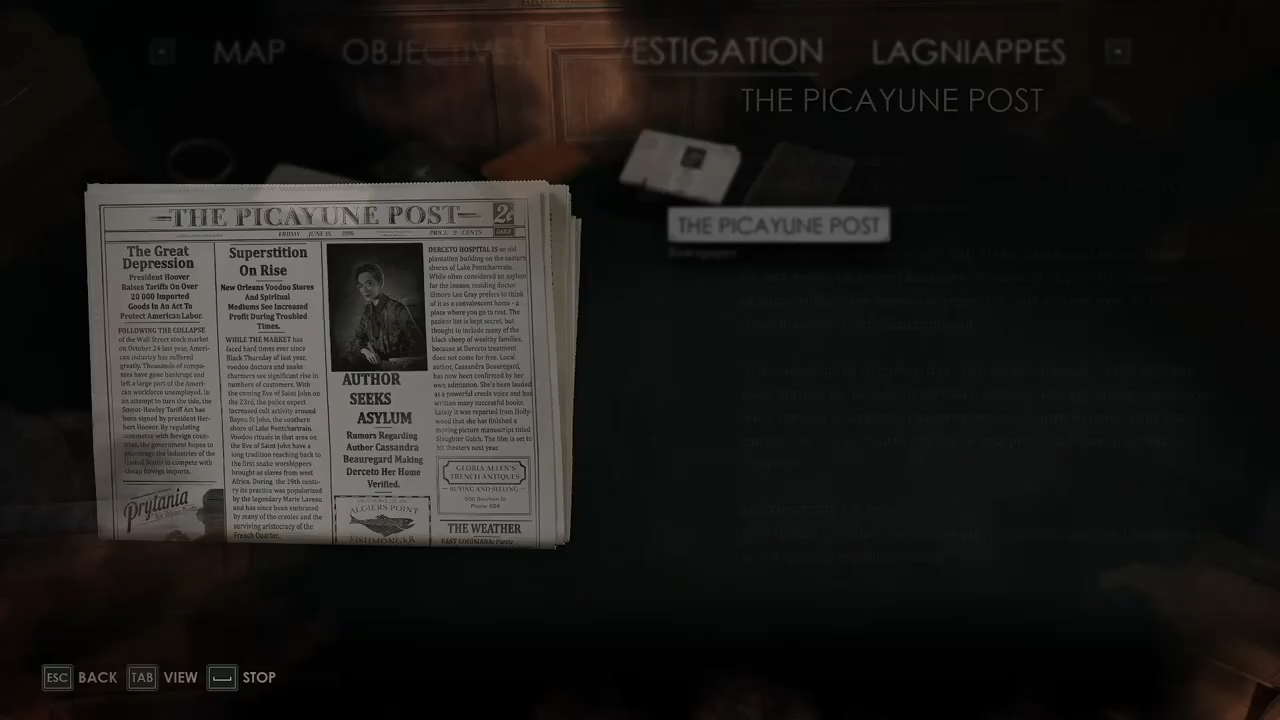 MAP
OBJECTIVES
VESTIGATION
LAGNIAPPES
THE PICAYUNE POST
THE PICAYUNE POST
THE PICAYUNE POST
2¢
FRIDAY JUNE 13,
PRICE 2 CENTS
DAILY
The Great
Depression
President Hoover
Raises Tariffs On Over
20 000 Imported
Goods In An Act To
Protect American Labor.
FOLLOWING THE COLLAPSE
of the Wall Street stock market
on October 24 last year, Ameri-
can industry has suffered
greatly. Thousands of compa-
nies have gone bankrupt and
left a large part of the Ameri-
can workforce unemployed. In
an attempt to turn the tide, the
Smoot-Hawley Tariff Act has
been signed by president Her-
bert Hoover. By regulating
commerce with foreign coun-
tries, the government hopes to
encourage the industries of the
United States to compete with
cheap foreign imports.
Prytania
Superstition
On Rise
New Orleans Voodoo Stores
And Spiritual
Mediums See Increased
Profit During Troubled
Times.
WHILE THE MARKET has
faced hard times ever since
Black Thursday of last year,
voodoo doctors and snake
charmers see significant rise in
numbers of customers. With
the coming Eve of Saint John on
the 23rd, the police expect
increased cult activity around
Bayou St John, the southern
shore of Lake Pontchartrain.
Voodoo rituals in that area on
the Eve of Saint John have a
long tradition reaching back to
the first snake worshippers
brought as slaves from west
Africa. During the 19th centu-
ry its practice was popularized
by the legendary Marie Laveau
and has since been embraced
by many of the creoles and the
surviving aristocracy of the
French Quarter.
AUTHOR
SEEKS
ASYLUM
Rumors Regarding
Author Cassandra
Beauregard Making
Derceto Her Home
Verified.
ALGIERS POINT
FISHMONGER
DERCETO HOSPITAL IS an old
plantation building on the eastern
shores of Lake Pontchartrain.
While often considered an asylum
for the insane, residing doctor
Elmore Lee Gray prefers to think
of it as a convalescent home - a
place where you go to rest. The
patient list is kept secret, but
thought to include many of the
black sheep of wealthy families,
because at Derceto treatment
does not come for free. Local
author, Cassandra Beauregard,
has now been confirmed by her
own admission. She's been lauded
as a powerful creole voice and has
written many successful books.
Lately it was reported from Holly-
wood that she has finished a
moving picture manuscript titled
Slaughter Gulch. The film is set to
hit theaters next year.
GLORIA ALLEN'S
FRENCH ANTIQUES
BUYING AND SELLING
Phone 604
THE WEATHER
EAST LOUISIANA: Partly
ESC BACK
TAB VIEW
STOP